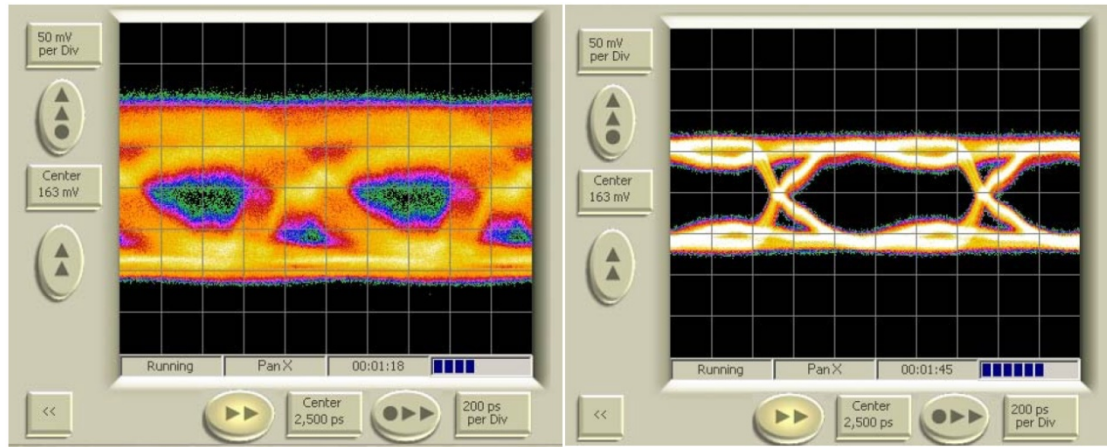 50 mV
per Div
Center
163 mV
Running
Pan X
00:01:18
<<
Center
2,500 ps
200 ps
per Div
50 mV
per Div
Center
163 mV
Running
Pan X
00:01:45
<<
Center
2,500 ps
200 ps
per Div